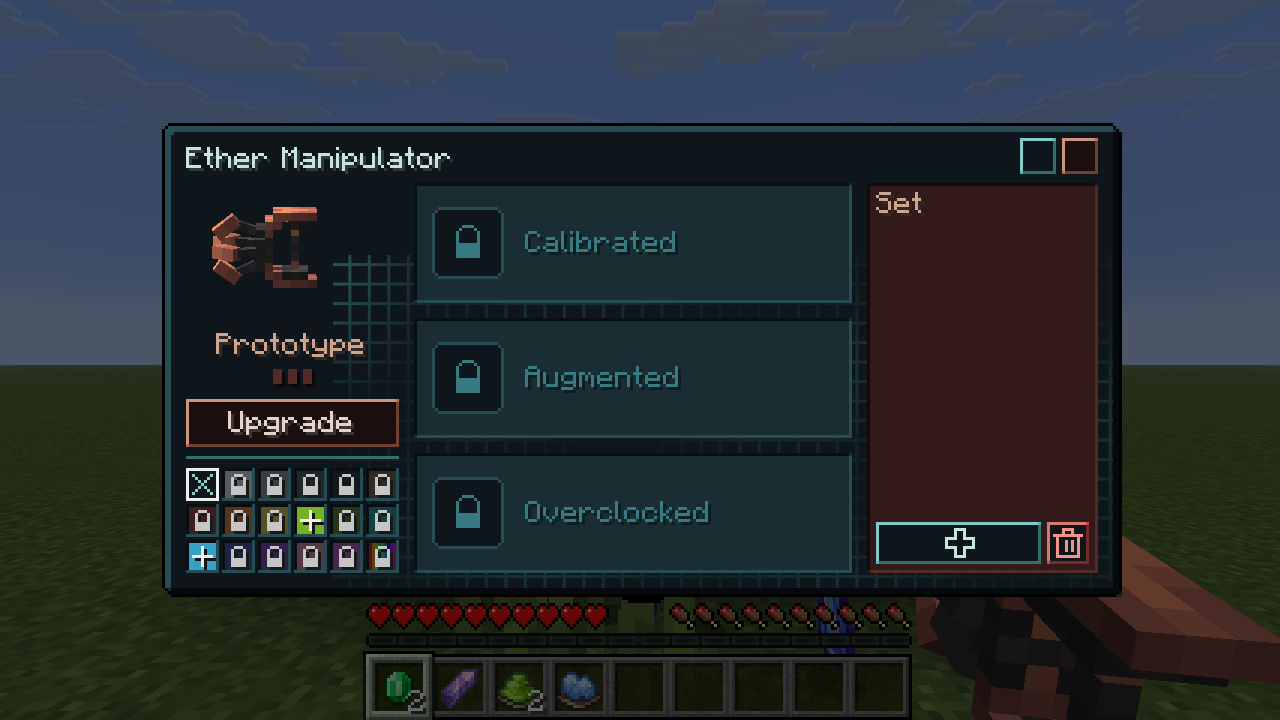 Ether Manipulator
Prototype
Upgrade
Calibrated
Augmented
Overclocked
Set
2
2